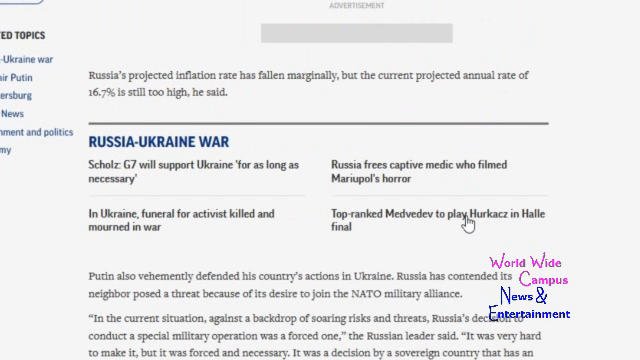 ADVERTISEMENT
TED TOPICS
-Ukraine war
nir Putin
ersburg
News
nment and politics
my
Russia's projected inflation rate has fallen marginally, but the current projected annual rate of
16.7% is still too high, he said.
RUSSIA-UKRAINE WAR
Scholz: G7 will support Ukraine 'for as long as
necessary'
Russia frees captive medic who filmed
Mariupol's horror
In Ukraine, funeral for activist killed and
mourned in war
Top-ranked Medvedev to play Hurkacz in Halle
final
Putin also vehemently defended his country's actions in Ukraine. Russia has contended its
neighbor posed a threat because of its desire to join the NATO military alliance.
"In the current situation, against a backdrop of soaring risks and threats, Russia's decision to
conduct a special military operation was a forced one," the Russian leader said. "It was very hard
to make it, but it was forced and necessary. It was a decision by a sovereign country that has an
World Wide
Campus
News &
Entertainment